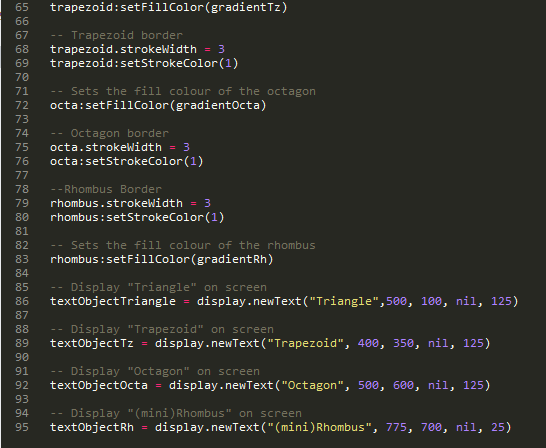 65 trapezoid:setFillColor(gradientTz)
66
67 -- Trapezoid border
68 trapezoid.strokeWidth = 3
69 trapezoid:setStrokeColor(1)
70
71 -- Sets the fill colour of the octagon
72 octa:setFillColor(gradientOcta)
73
74 -- Octagon border
75 octa.strokeWidth = 3
76 octa:setStrokeColor(1)
77
78 --Rhombus Border
79 rhombus.strokeWidth = 3
80 rhombus:setStrokeColor(1)
81
82 -- Sets the fill colour of the rhombus
83 rhombus:setFillColor(gradientRh)
84
85 -- Display "Triangle" on screen
86 textObjectTriangle = display.newText("Triangle",500, 100, nil, 125)
87
88 -- Display "Trapezoid" on screen
89 textObjectTz = display.newText("Trapezoid", 400, 350, nil, 125)
90
91 -- Display "Octagon" on screen
92 textObjectOcta = display.newText("Octagon", 500, 600, nil, 125)
93
94 -- Display "(mini)Rhombus" on screen
95 textObjectRh = display.newText("(mini)Rhombus", 775, 700, nil, 25)